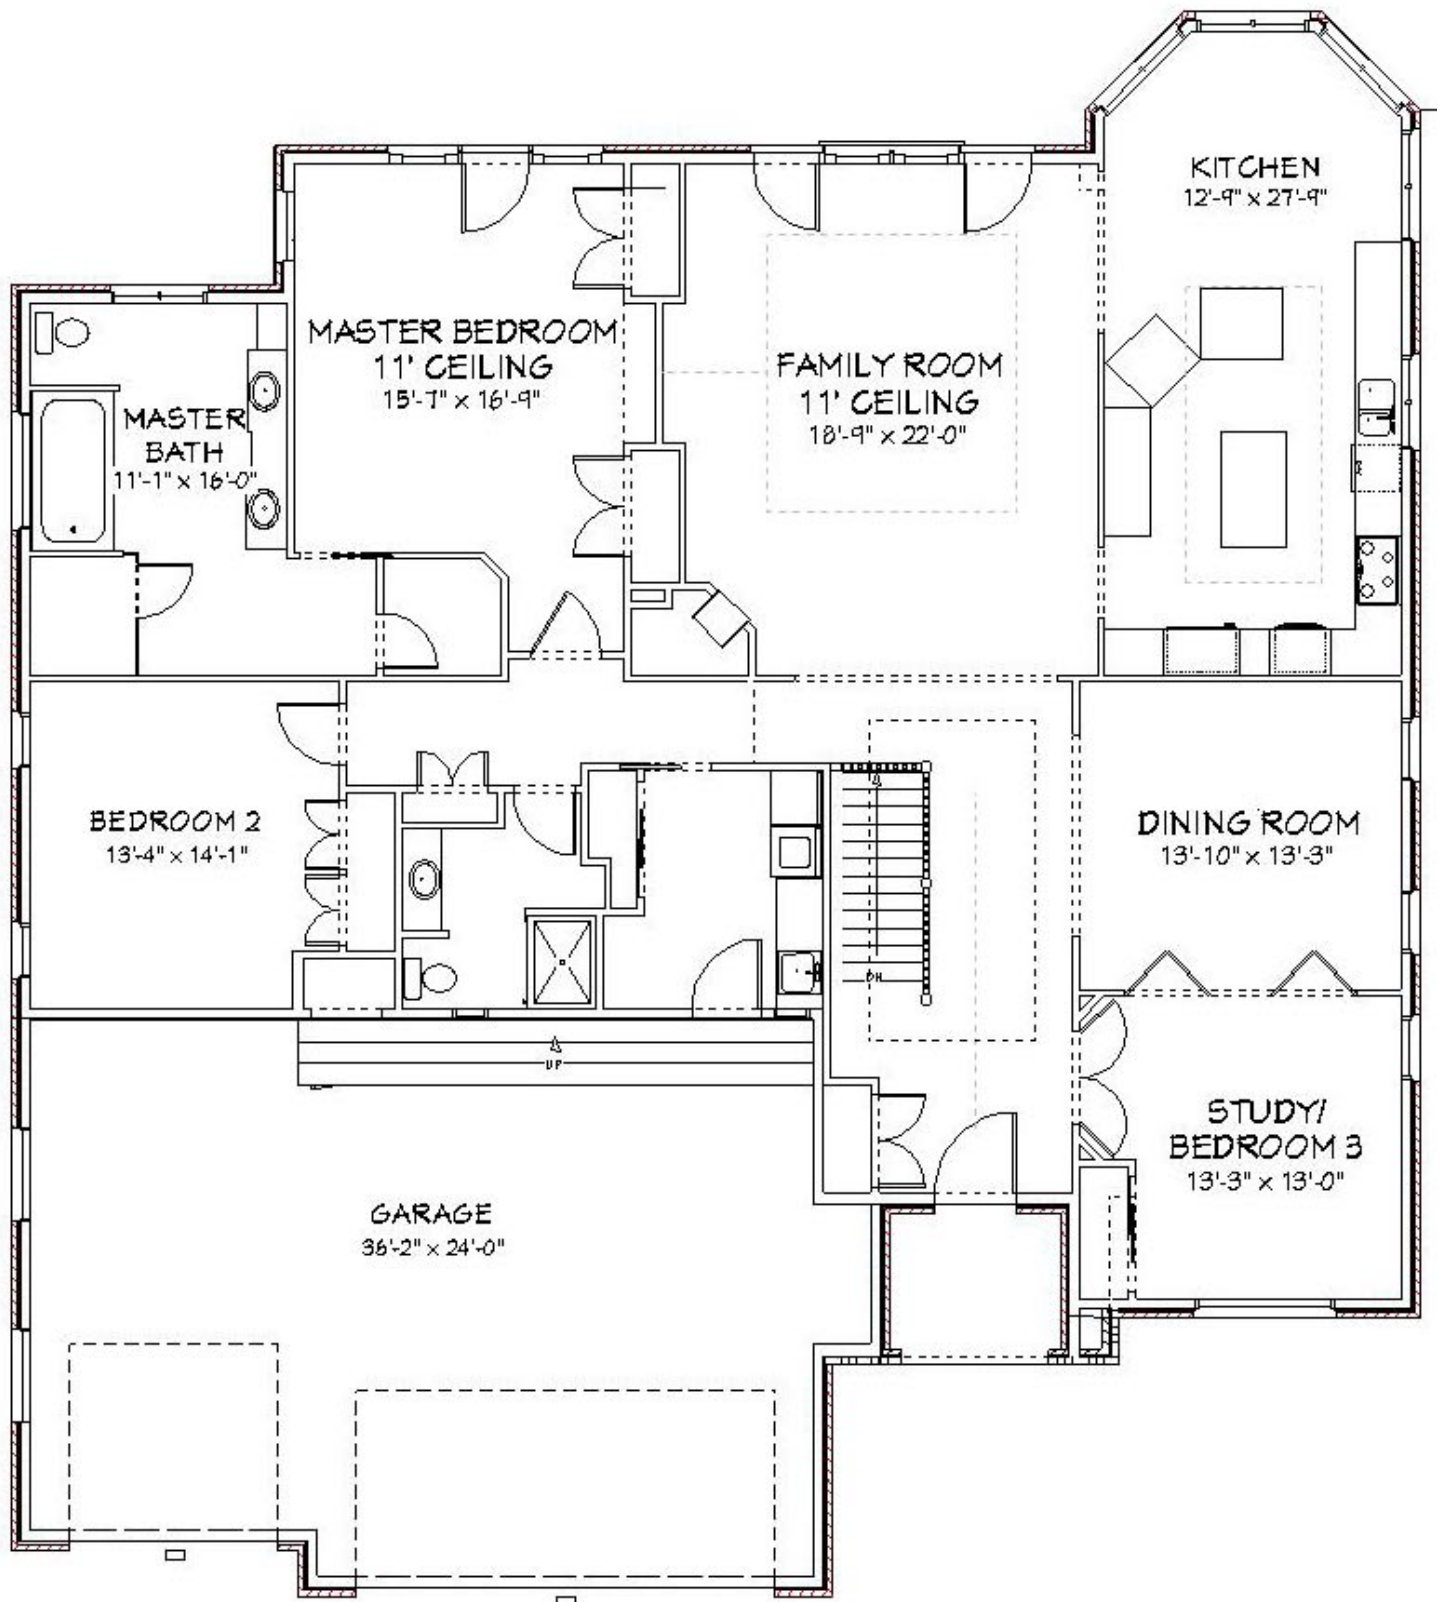 KITCHEN
12'-9" x 27'-9"
MASTER BEDROOM
11' CEILING
15'-7" x 16'-9"
FAMILY ROOM
11' CEILING
18'-9" x 22'-0"
MASTER
BATH
11'-1" x 16'-0"
BEDROOM 2
13'-4" x 14'-1"
DINING ROOM
13'-10" x 13'-3"
DN
UP
STUDY/
BEDROOM 3
13'-3" x 13'-0"
GARAGE
36'-2" x 24'-0"